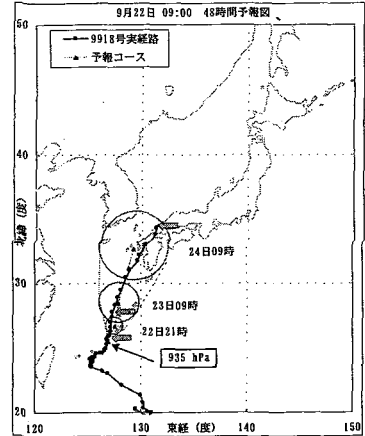 9月22日 09:00 48時間予報図
50
9918号実経路
予報コース
40
北緯 (度)
24日09時
30
23日09時
22日21時
935 hPa
20
120
130
140
150
東経 (度)